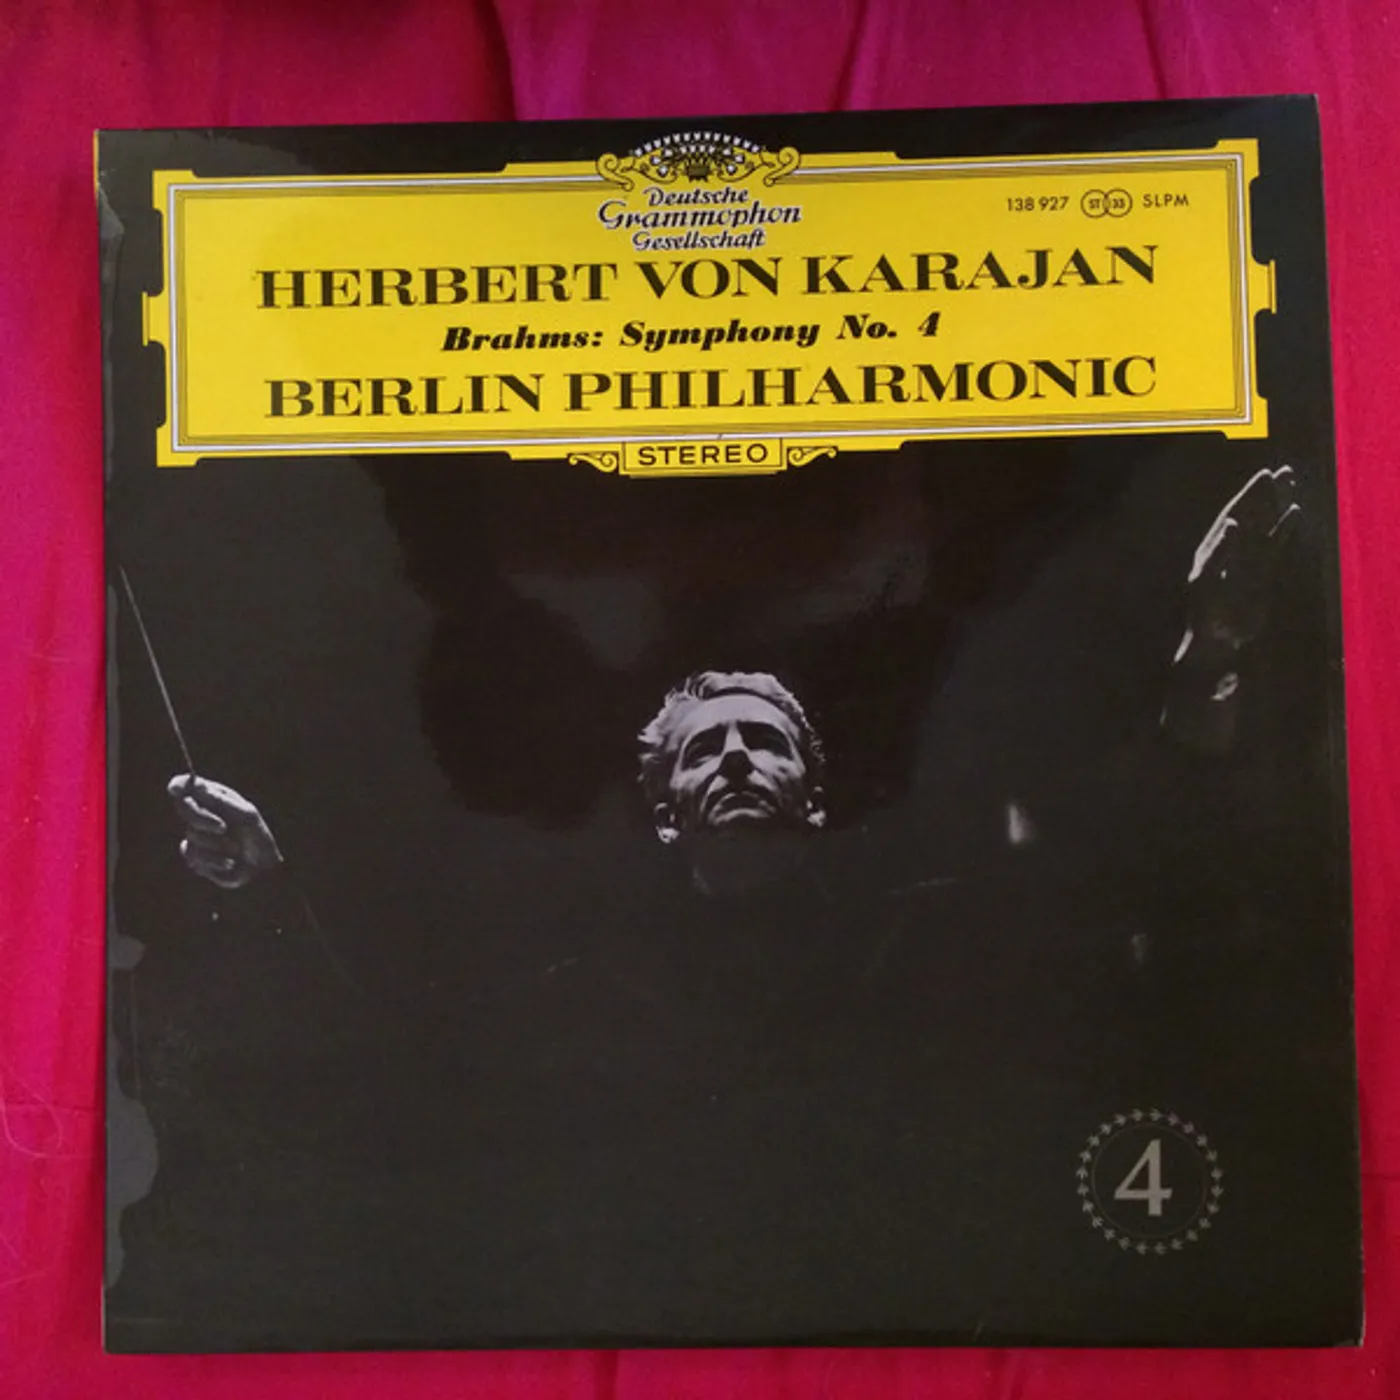 Deutsche
Grammophon
Gesellschaft
138 927 ST 33 SLPM
HERBERT VON KARAJAN
Brahms: Symphony No. 4
BERLIN PHILHARMONIC
STEREO
4